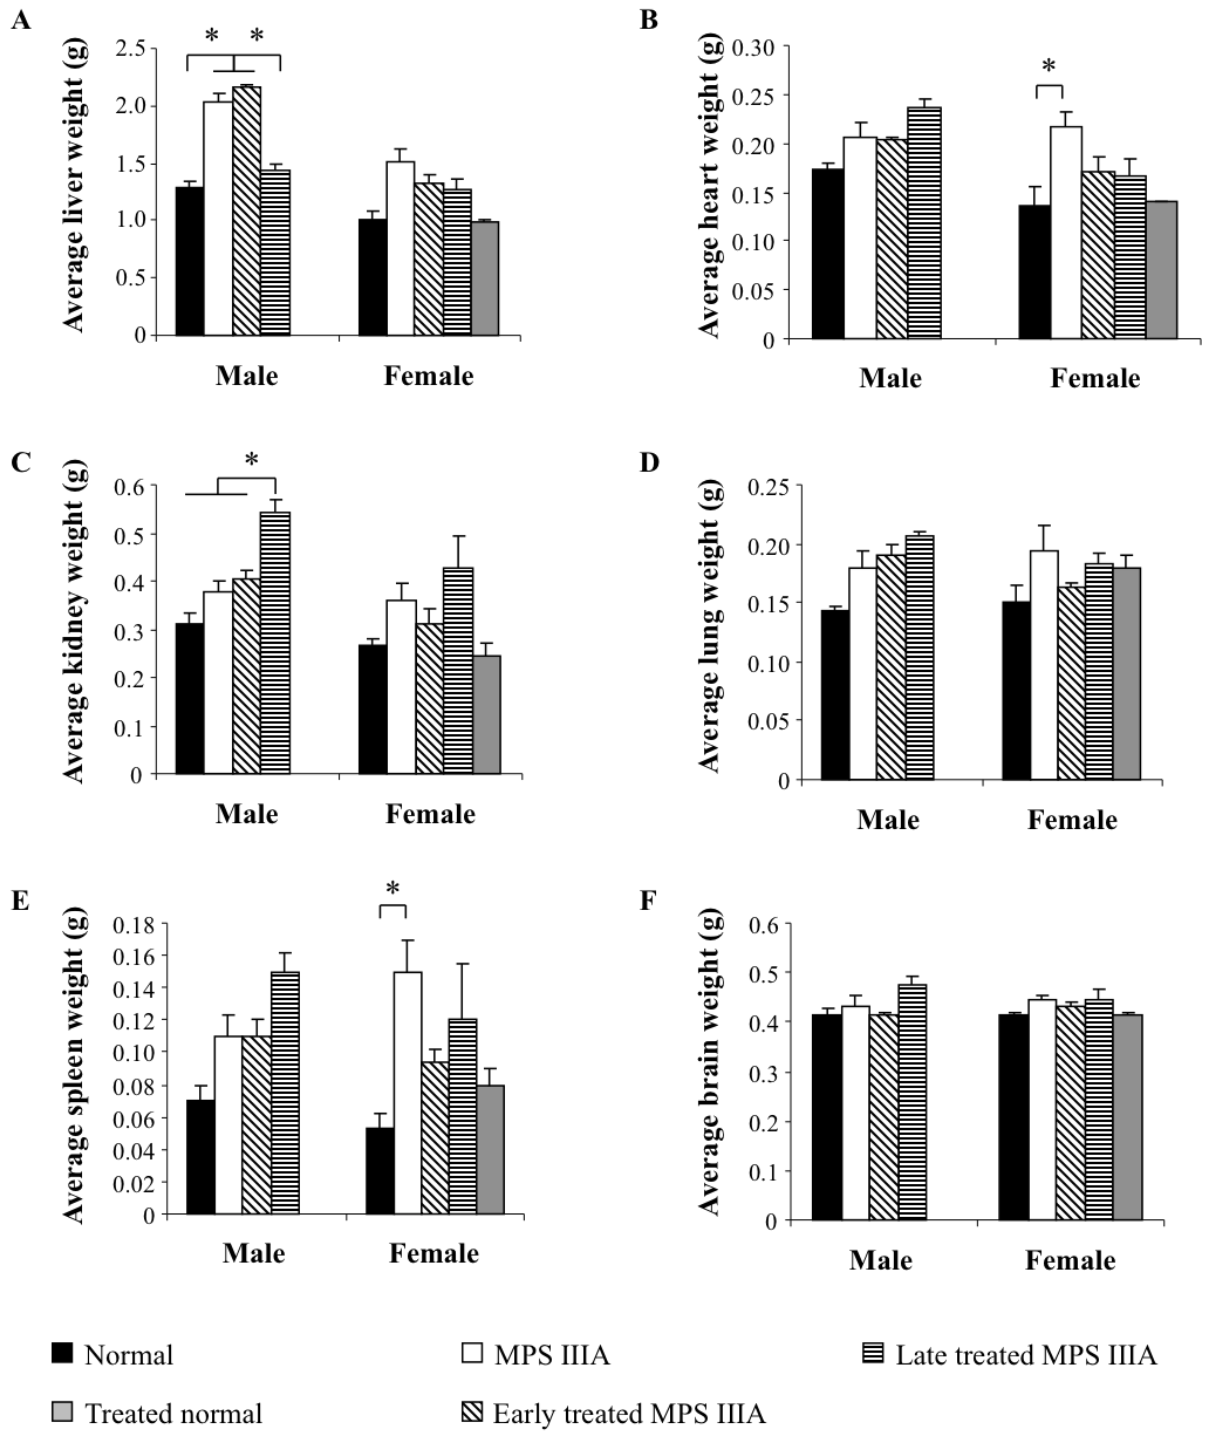 A
Average liver weight (g)
2.5
2.0
1.5
1.0
0.5
0
* *
Male Female
B
Average heart weight (g)
0.30
0.25
0.20
0.15
0.10
0.05
0
*
Male Female
C
Average kidney weight (g)
0.6
0.5
0.4
0.3
0.2
0.1
0
*
Male Female
D
Average lung weight (g)
0.25
0.20
0.15
0.10
0.05
0
Male Female
E
Average spleen weight (g)
0.18
0.16
0.14
0.12
0.10
0.08
0.06
0.04
0.02
0
*
Male Female
F
Average brain weight (g)
0.6
0.5
0.4
0.3
0.2
0.1
0
Male Female
Normal MPS IIIA Late treated MPS IIIA
Treated normal Early treated MPS IIIA